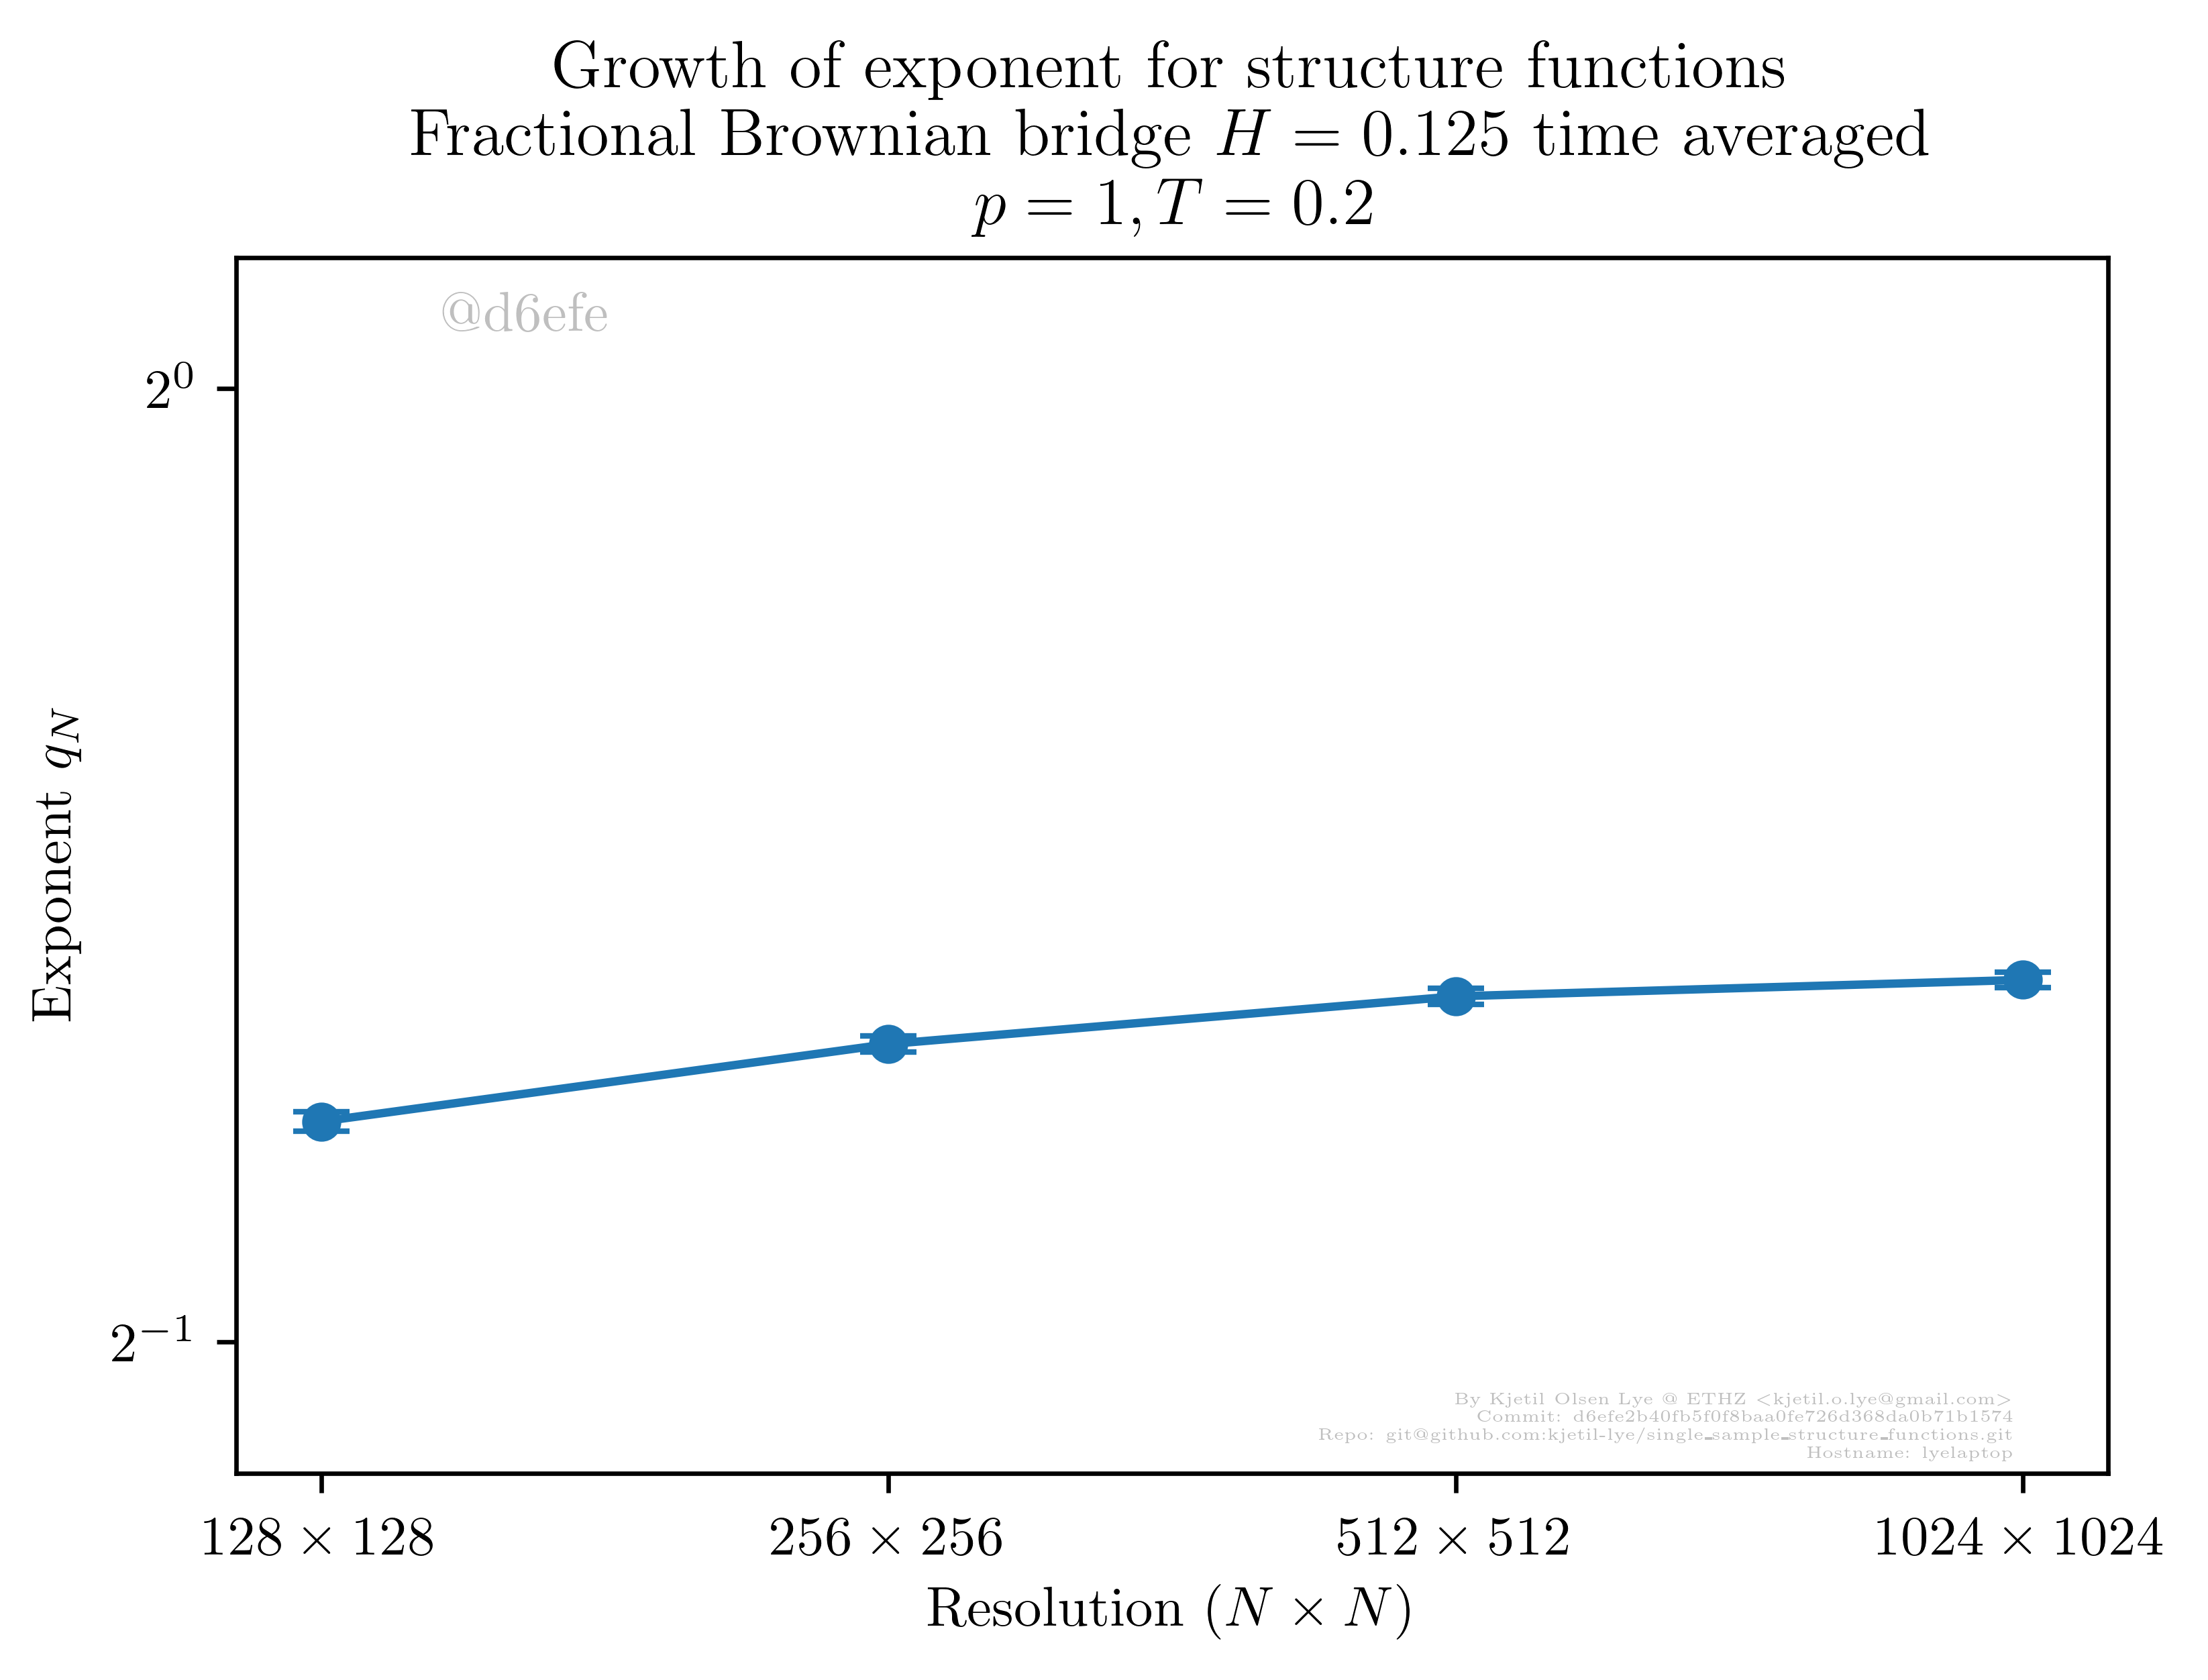 Growth of exponent for structure functions
Fractional Brownian bridge H = 0.125 time averaged
p = 1, T = 0.2
@d6efe
2⁰
Exponent q_N
2⁻¹
By Kjetil Olsen Lye @ ETHZ <kjetil.o.lye@gmail.com>
Commit: d6efe2b40fb5f0f8baa0fe726d368da0b71b1574
Repo: git@github.com:kjetil-lye/single_sample_structure_functions.git
Hostname: lyelaptop
128 × 128 256 × 256 512 × 512 1024 × 1024
Resolution (N × N)